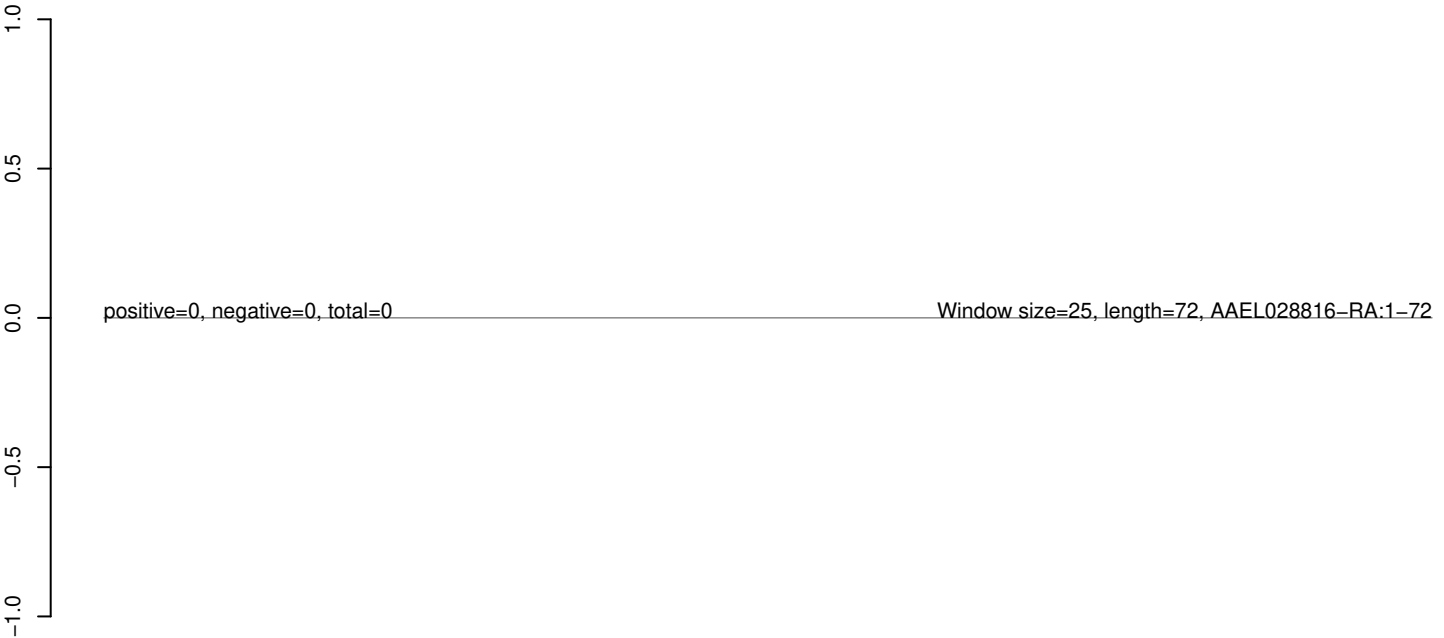 1.0
0.5
0.0
−0.5
−1.0
positive=0, negative=0, total=0
Window size=25, length=72, AAEL028816−RA:1−72